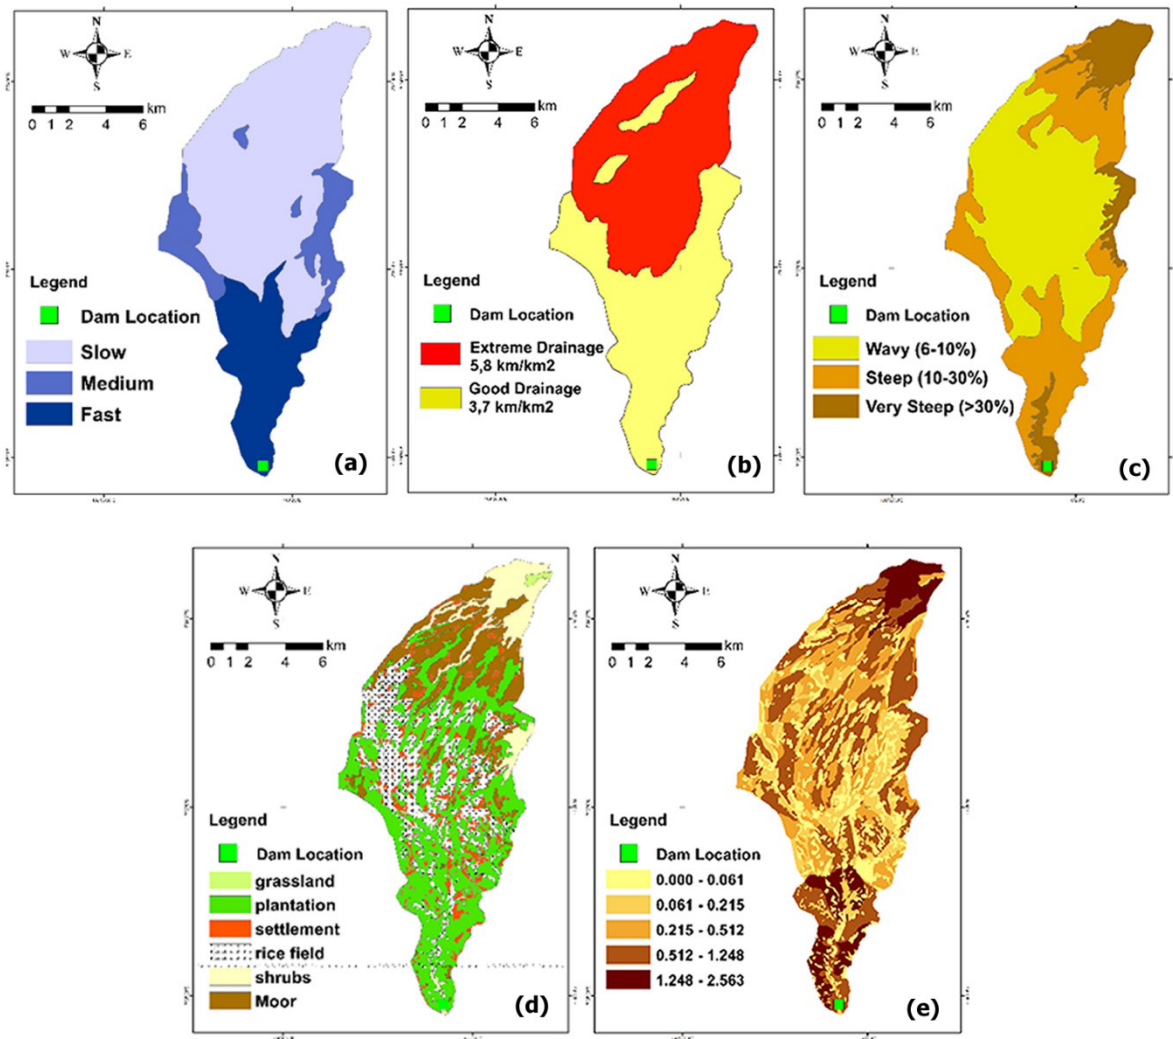 N
W E
S
km
0 1 2 4 6
Legend
Dam Location
Slow
Medium
Fast
(a)
N
W E
S
km
0 1 2 4 6
Legend
Dam Location
Extreme Drainage
5,8 km/km2
Good Drainage
3,7 km/km2
(b)
N
W E
S
km
0 1 2 4 6
Legend
Dam Location
Wavy (6-10%)
Steep (10-30%)
Very Steep (>30%)
(c)
N
W E
S
km
0 1 2 4 6
Legend
Dam Location
grassland
plantation
settlement
rice field
shrubs
Moor
(d)
N
W E
S
km
0 1 2 4 6
Legend
Dam Location
0.000 - 0.061
0.061 - 0.215
0.215 - 0.512
0.512 - 1.248
1.248 - 2.563
(e)